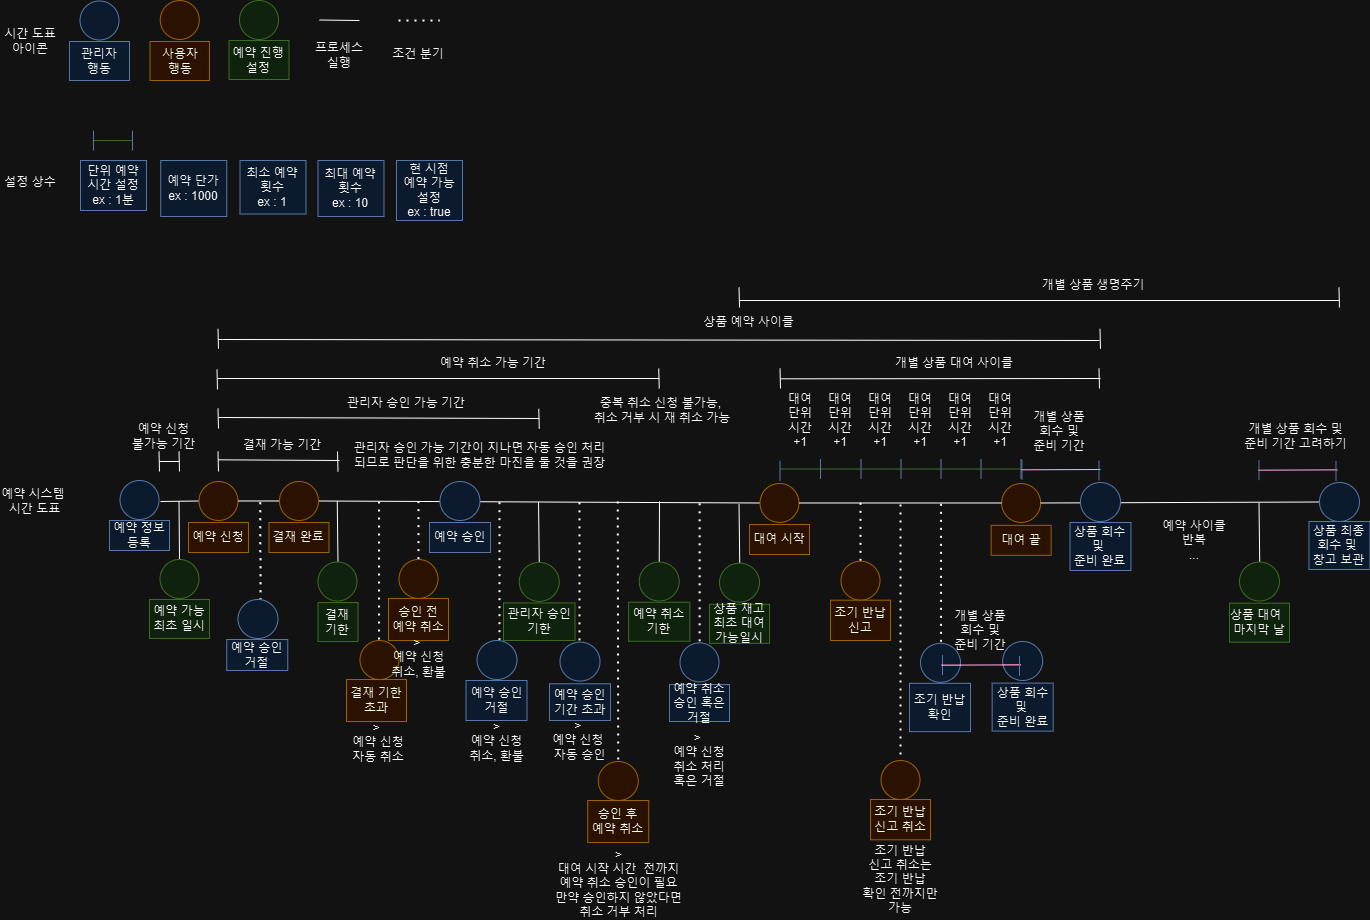 시간 도표
아이콘
관리자
행동
사용자
행동
예약 진행
설정
프로세스
실행
조건 분기
설정 상수
단위 예약
시간 설정
ex : 1분
예약 단가
ex : 1000
최소 예약
횟수
ex : 1
최대 예약
횟수
ex : 10
현 시점
예약 가능
설정
ex : true
개별 상품 생명주기
상품 예약 사이클
예약 취소 가능 기간
개별 상품 대여 사이클
관리자 승인 가능 기간
중복 취소 신청 불가능,
취소 거부 시 재 취소 가능
대여
단위
시간
+1
대여
단위
시간
+1
대여
단위
시간
+1
대여
단위
시간
+1
대여
단위
시간
+1
대여
단위
시간
+1
개별 상품
회수 및
준비 기간
예약 신청
불가능 기간
결재 가능 기간
관리자 승인 가능 기간이 지나면 자동 승인 처리
되므로 판단을 위한 충분한 마진을 둘 것을 권장
개별 상품 회수 및
준비 기간 고려하기
예약 시스템
시간 도표
예약 정보
등록
예약 신청
결재 완료
예약 승인
대여 시작
대여 끝
상품 회수
및
준비 완료
예약 사이클
반복
...
상품 최종
회수 및
창고 보관
예약 가능
최초 일시
예약 승인
거절
결재
기한
결재 기한
초과
>
예약 신청
자동 취소
승인 전
예약 취소
>
예약 신청
취소, 환불
예약 승인
거절
>
예약 신청
취소, 환불
관리자 승인
기한
예약 승인
기간 초과
>
예약 신청
자동 승인
승인 후
예약 취소
>
대여 시작 시간 전까지
예약 취소 승인이 필요
만약 승인하지 않았다면
취소 거부 처리
예약 취소
기한
예약 취소
승인 혹은
거절
>
예약 신청
취소 처리
혹은 거절
상품 재고
최초 대여
가능일시
조기 반납
신고
조기 반납
신고 취소
조기 반납
신고 취소는
조기 반납
확인 전까지만
가능
조기 반납
확인
개별 상품
회수 및
준비 기간
상품 회수
및
준비 완료
상품 대여
마지막 날